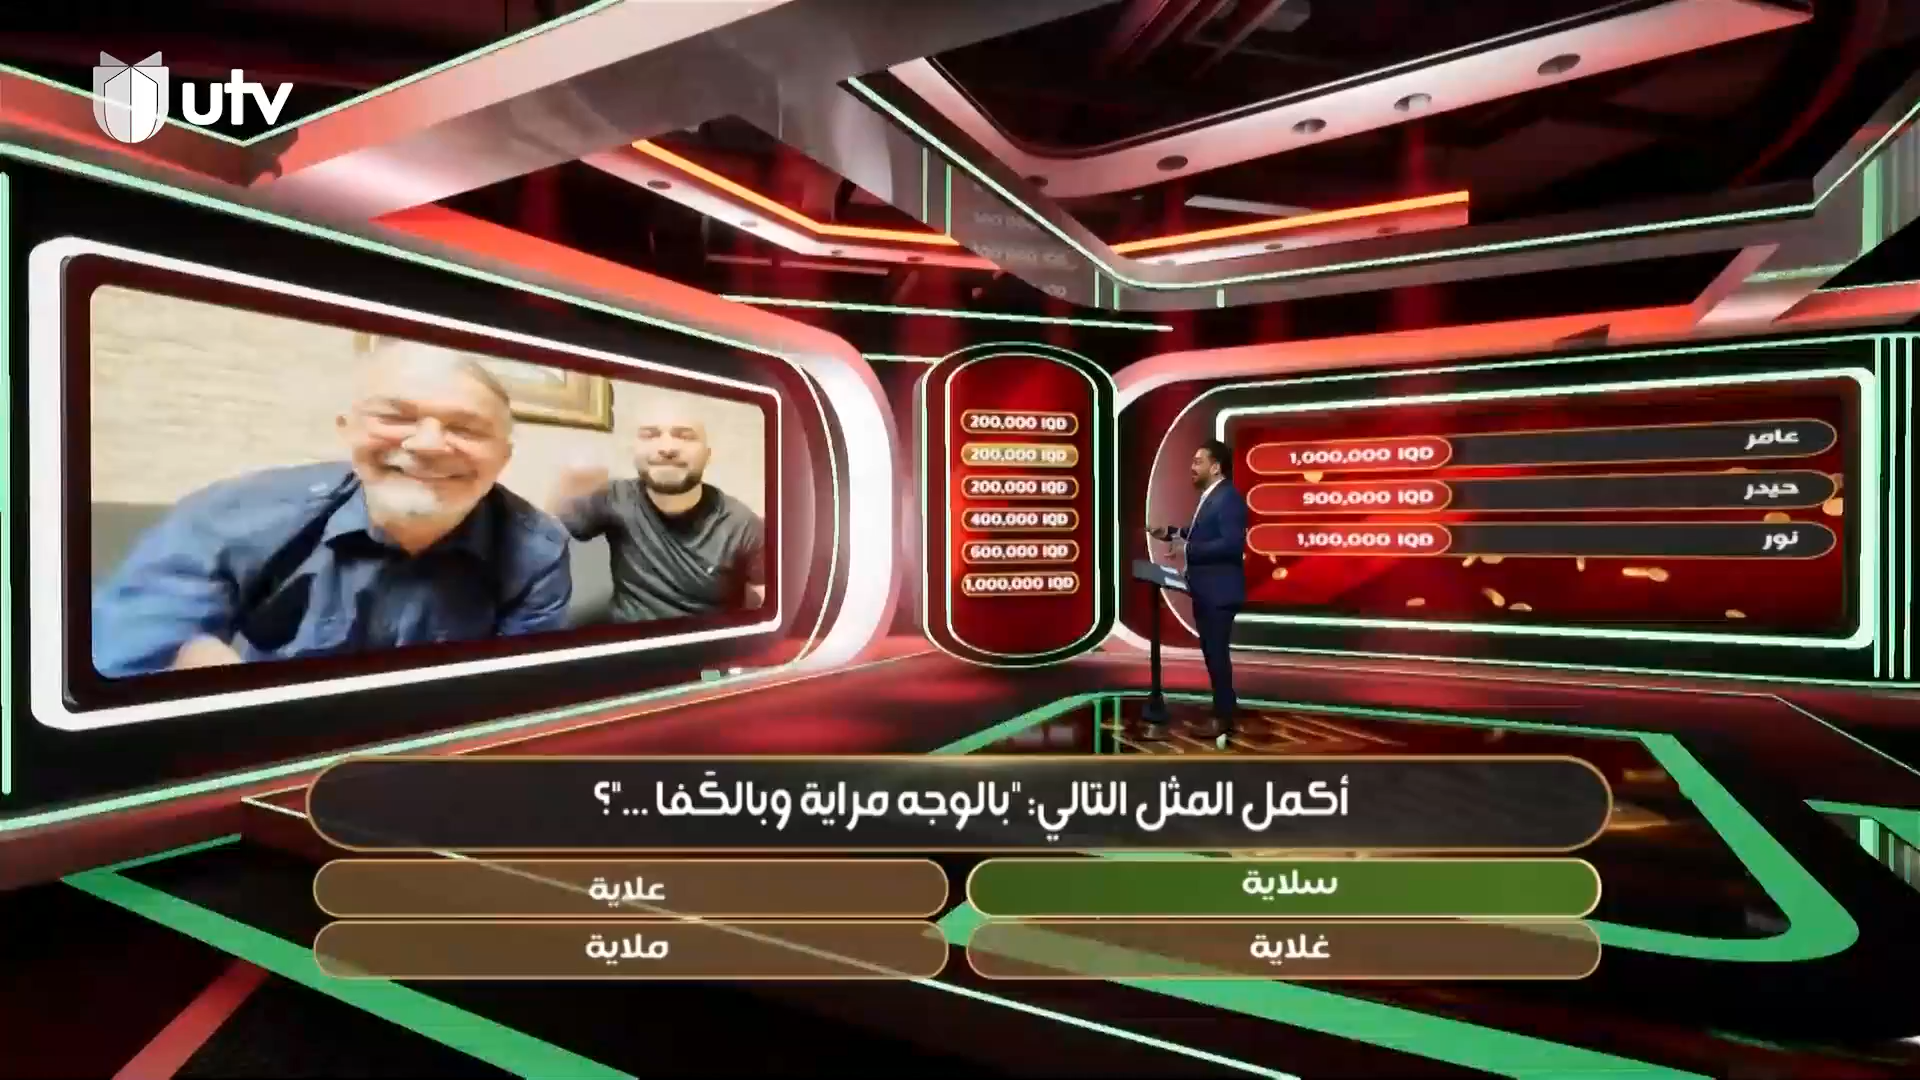 utv
200,000 IQD
200,000 IQD
200,000 IQD
400,000 IQD
600,000 IQD
1,000,000 IQD
عامر 1,000,000 IQD
حيدر 900,000 IQD
نور 1,100,000 IQD
أكمل المثل التالي: "بالوجه مراية وبالگفا ..."؟
سلاية
علاية
غلاية
ملاية